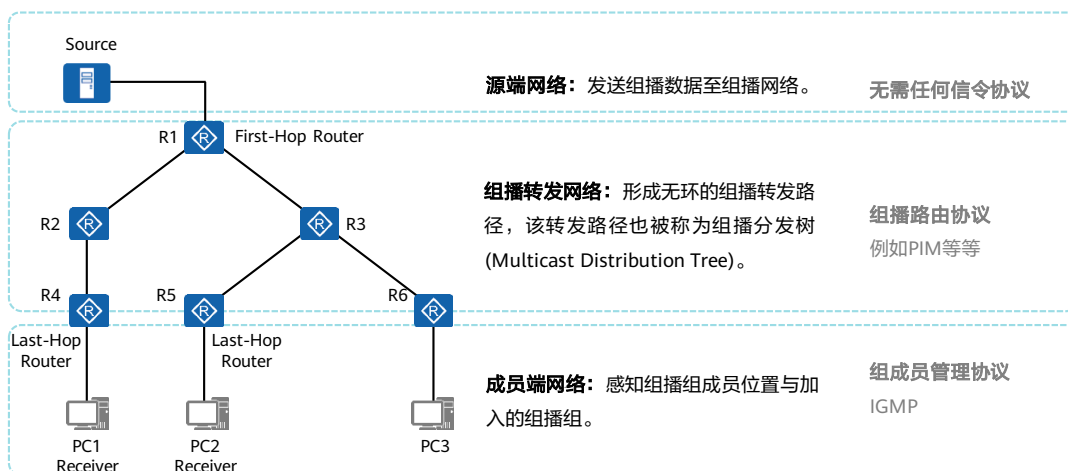 Source
源端网络：发送组播数据至组播网络。
无需任何信令协议
R1
First-Hop Router
组播转发网络：形成无环的组播转发路
径，该转发路径也被称为组播分发树
(Multicast Distribution Tree)。
组播路由协议
例如PIM等等
R2
R3
R4
R5
R6
Last-Hop
Router
Last-Hop
Router
成员端网络：感知组播组成员位置与加
入的组播组。
组成员管理协议
IGMP
PC1
Receiver
PC2
Receiver
PC3